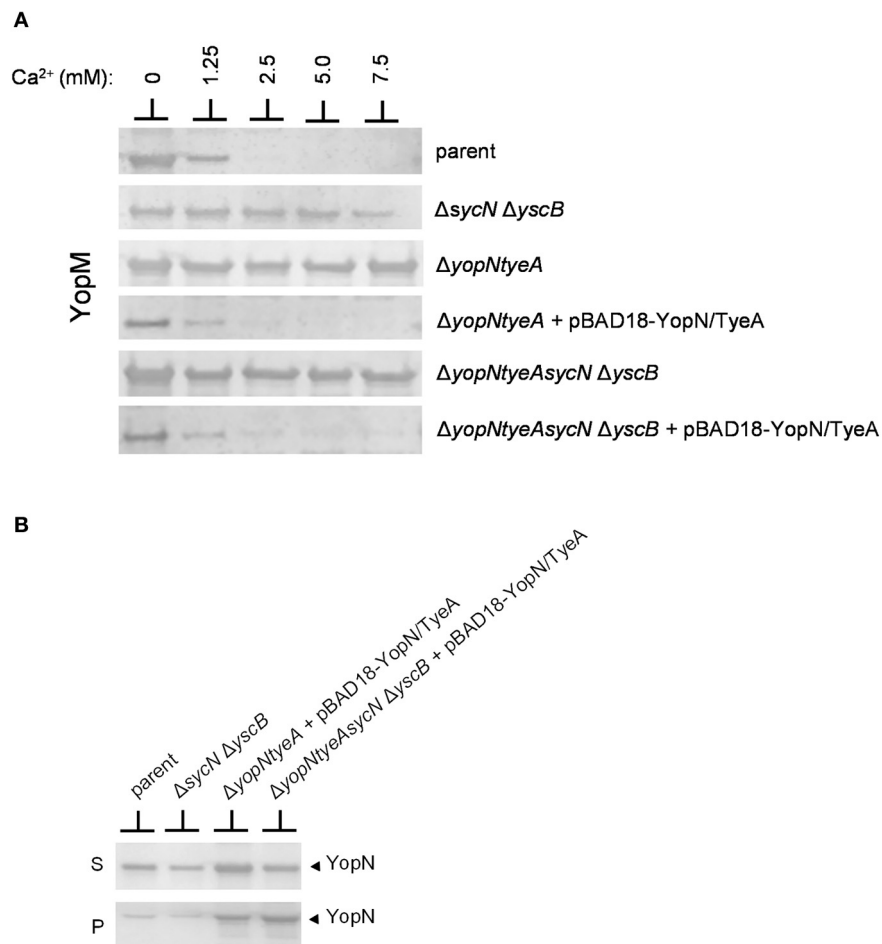 A
Ca²⁺ (mM): 0 1.25 2.5 5.0 7.5
YopM
parent
ΔsycN ΔyscB
ΔyopNtyeA
ΔyopNtyeA + pBAD18-YopN/TyeA
ΔyopNtyeAsycN ΔyscB
ΔyopNtyeAsycN ΔyscB + pBAD18-YopN/TyeA
B
parent
ΔsycN ΔyscB
ΔyopNtyeA + pBAD18-YopN/TyeA
ΔyopNtyeAsycN ΔyscB + pBAD18-YopN/TyeA
S ◄ YopN
P ◄ YopN